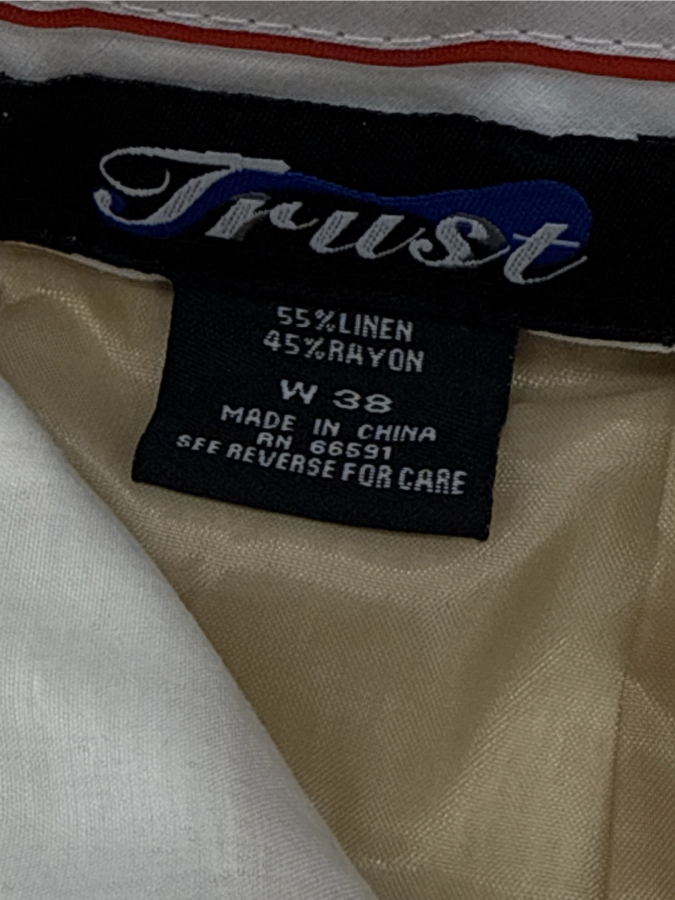 Trust
55%LINEN
45%RAYON
W 38
MADE IN CHINA
RN 66591
SEE REVERSE FOR CARE